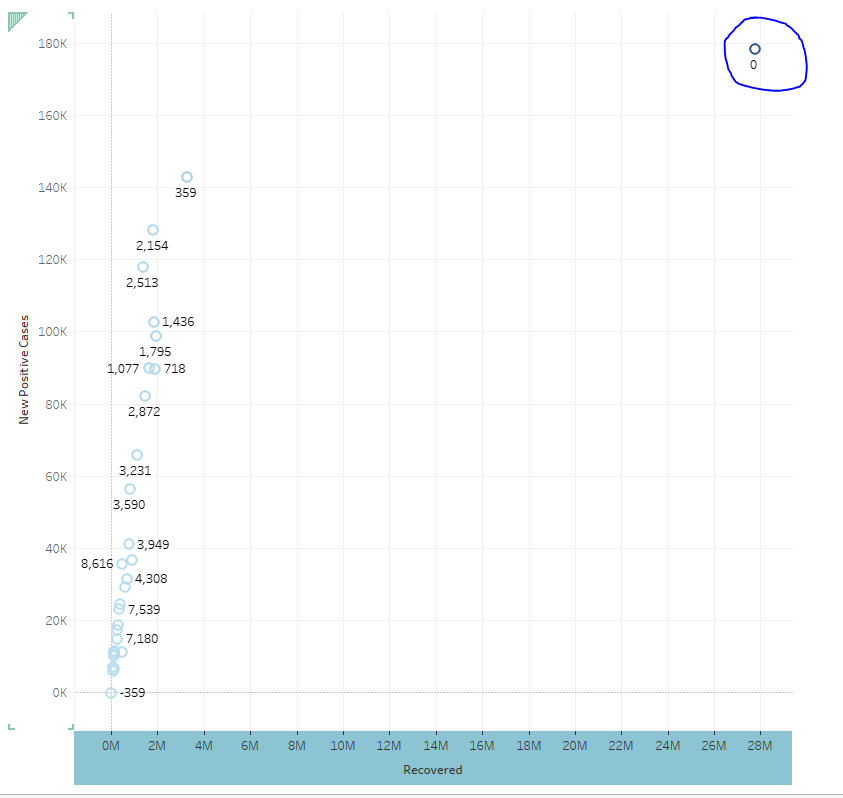 180K
0
160K
140K
359
2,154
120K
2,513
100K
1,436
1,795
1,077
718
80K
2,872
60K
3,231
3,590
40K
3,949
8,616
4,308
20K
7,539
7,180
0K
-359
New Positive Cases
0M 2M 4M 6M 8M 10M 12M 14M 16M 18M 20M 22M 24M 26M 28M
Recovered